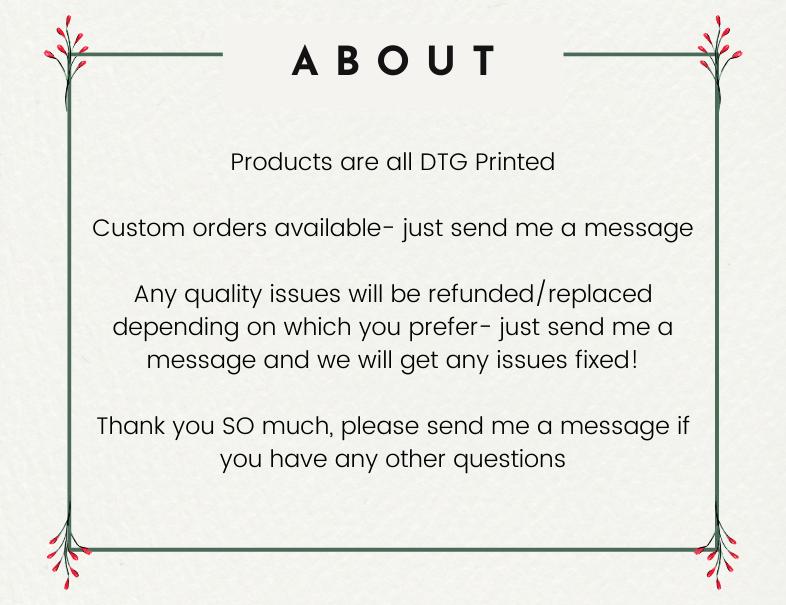 ABOUT
Products are all DTG Printed
Custom orders available- just send me a message
Any quality issues will be refunded/replaced
depending on which you prefer- just send me a
message and we will get any issues fixed!
Thank you SO much, please send me a message if
you have any other questions